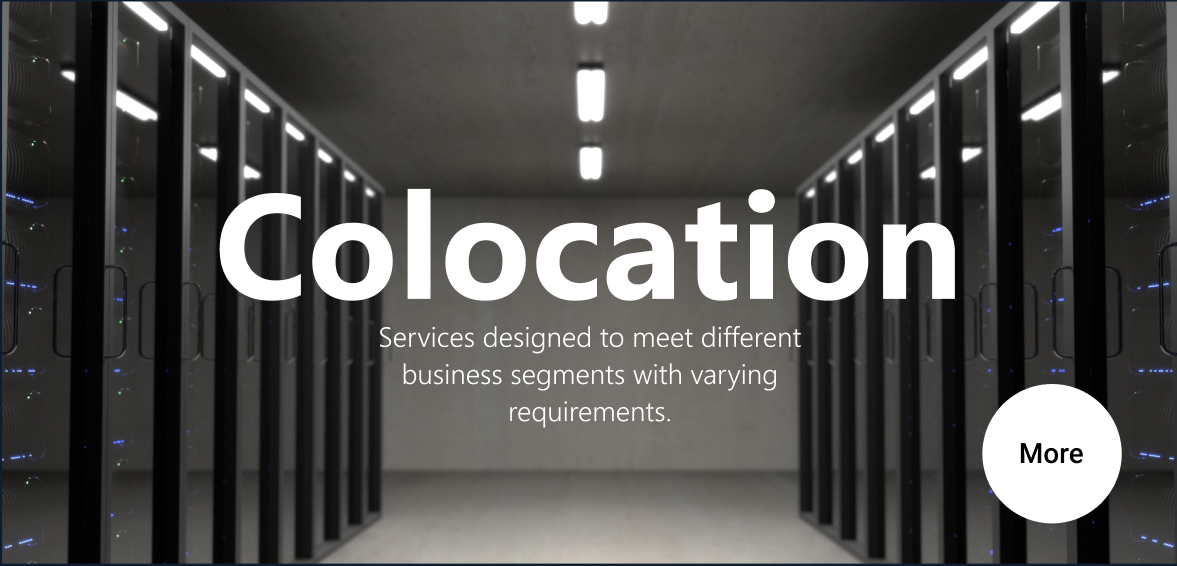 Colocation
Services designed to meet different
business segments with varying
requirements.
More